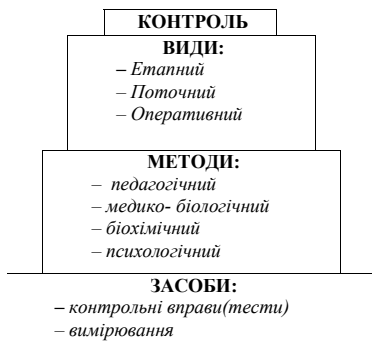 КОНТРОЛЬ
ВИДИ:
– Етапний
– Поточний
– Оперативний
МЕТОДИ:
– педагогічний
– медико- біологічний
– біохімічний
– психологічний
ЗАСОБИ:
– контрольні вправи(тести)
– вимірювання